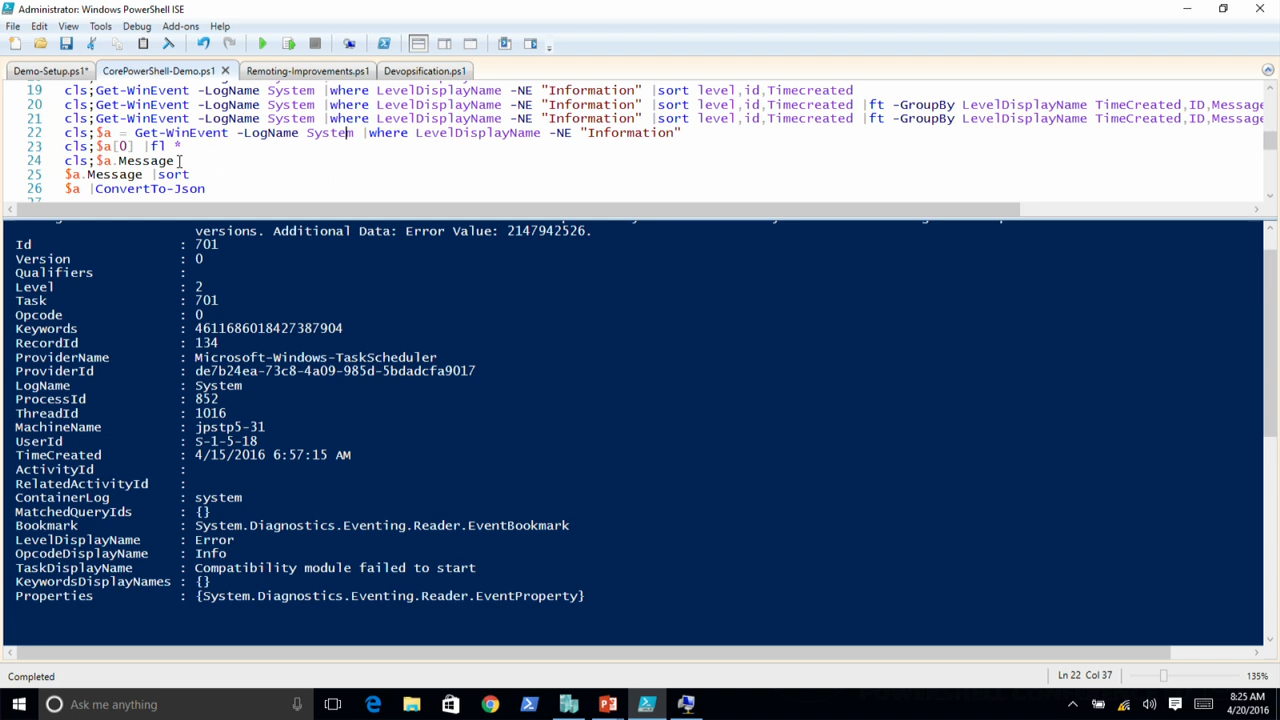 Administrator: Windows PowerShell ISE
File Edit View Tools Debug Add-ons Help
Demo-Setup.ps1* CorePowerShell-Demo.ps1 Remoting-Improvements.ps1 Devopsification.ps1
19 cls;Get-WinEvent -LogName System |where LevelDisplayName -NE "Information" |sort level,id,Timecreated
20 cls;Get-WinEvent -LogName System |where LevelDisplayName -NE "Information" |sort level,id,Timecreated |ft -GroupBy LevelDisplayName TimeCreated,ID,Message
21 cls;Get-WinEvent -LogName System |where LevelDisplayName -NE "Information" |sort level,id,Timecreated |ft -GroupBy LevelDisplayName TimeCreated,ID,Message
22 cls;$a = Get-WinEvent -LogName System |where LevelDisplayName -NE "Information"
23 cls;$a[0] |fl *
24 cls;$a.Message
25 $a.Message |sort
26 $a |ConvertTo-Json
versions. Additional Data: Error Value: 2147942526.
Id : 701
Version : 0
Qualifiers :
Level : 2
Task : 701
Opcode : 0
Keywords : 4611686018427387904
RecordId : 134
ProviderName : Microsoft-Windows-TaskScheduler
ProviderId : de7b24ea-73c8-4a09-985d-5bdadcfa9017
LogName : System
ProcessId : 852
ThreadId : 1016
MachineName : jpstp5-31
UserId : S-1-5-18
TimeCreated : 4/15/2016 6:57:15 AM
ActivityId :
RelatedActivityId :
ContainerLog : system
MatchedQueryIds : {}
Bookmark : System.Diagnostics.Eventing.Reader.EventBookmark
LevelDisplayName : Error
OpcodeDisplayName : Info
TaskDisplayName : Compatibility module failed to start
KeywordsDisplayNames : {}
Properties : {System.Diagnostics.Eventing.Reader.EventProperty}
Completed Ln 22 Col 37 135%
Ask me anything 8:25 AM
4/20/2016